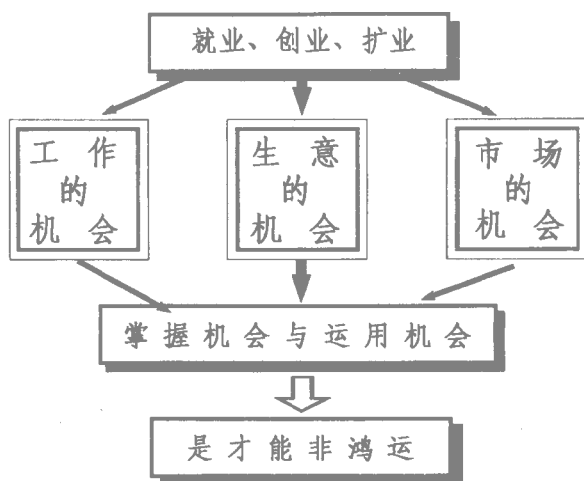 就业、创业、扩业
工作
的
机会
生意
的
机会
市场
的
机会
掌握机会与运用机会
是才能非鸿运